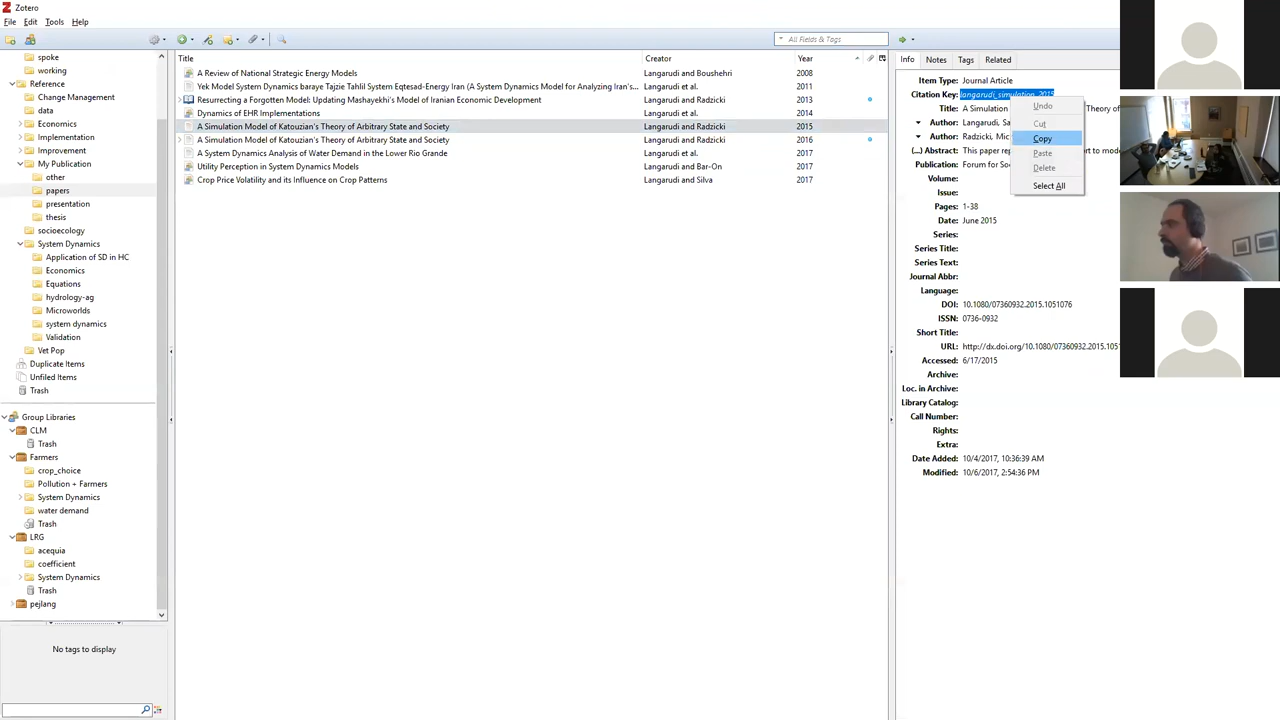 Zotero
File Edit Tools Help
All Fields & Tags
spoke
working
Reference
Change Management
data
Economics
Implementation
Improvement
My Publication
other
papers
presentation
thesis
socioecology
System Dynamics
Application of SD in HC
Economics
Equations
hydrology-ag
Microworlds
system dynamics
Validation
Vet Pop
Duplicate Items
Unfiled Items
Trash
Group Libraries
CLM
Trash
Farmers
crop_choice
Pollution + Farmers
System Dynamics
water demand
Trash
LRG
acequia
coefficient
System Dynamics
Trash
pejlang
No tags to display
Title Creator Year
A Review of National Strategic Energy Models Langarudi and Boushehri 2008
Yek Model System Dynamics baraye Tajzie Tahlil System Eqtesad-Energy Iran (A System Dynamics Model for Analyzing Iran's... Langarudi et al. 2011
Resurrecting a Forgotten Model: Updating Mashayekhi's Model of Iranian Economic Development Langarudi and Radzicki 2013
Dynamics of EHR Implementations Langarudi et al. 2014
A Simulation Model of Katouzian's Theory of Arbitrary State and Society Langarudi and Radzicki 2015
A Simulation Model of Katouzian's Theory of Arbitrary State and Society Langarudi and Radzicki 2016
A System Dynamics Analysis of Water Demand in the Lower Rio Grande Langarudi et al. 2017
Utility Perception in System Dynamics Models Langarudi and Bar-On 2017
Crop Price Volatility and its Influence on Crop Patterns Langarudi and Silva 2017
Info Notes Tags Related
Item Type: Journal Article
Citation Key: langarudi_simulation_2015
Title: A Simulation Theory of
Author: Langarudi, Sa
Author: Radzicki, Mic
(...) Abstract: This paper rep rt to mode
Publication: Forum for So
Volume:
Issue:
Pages: 1-38
Date: June 2015
Series:
Series Title:
Series Text:
Journal Abbr:
Language:
DOI: 10.1080/07360932.2015.1051076
ISSN: 0736-0932
Short Title:
URL: http://dx.doi.org/10.1080/07360932.2015.1051
Accessed: 6/17/2015
Archive:
Loc. in Archive:
Library Catalog:
Call Number:
Rights:
Extra:
Date Added: 10/4/2017, 10:36:39 AM
Modified: 10/6/2017, 2:54:36 PM
Undo
Cut
Copy
Paste
Delete
Select All